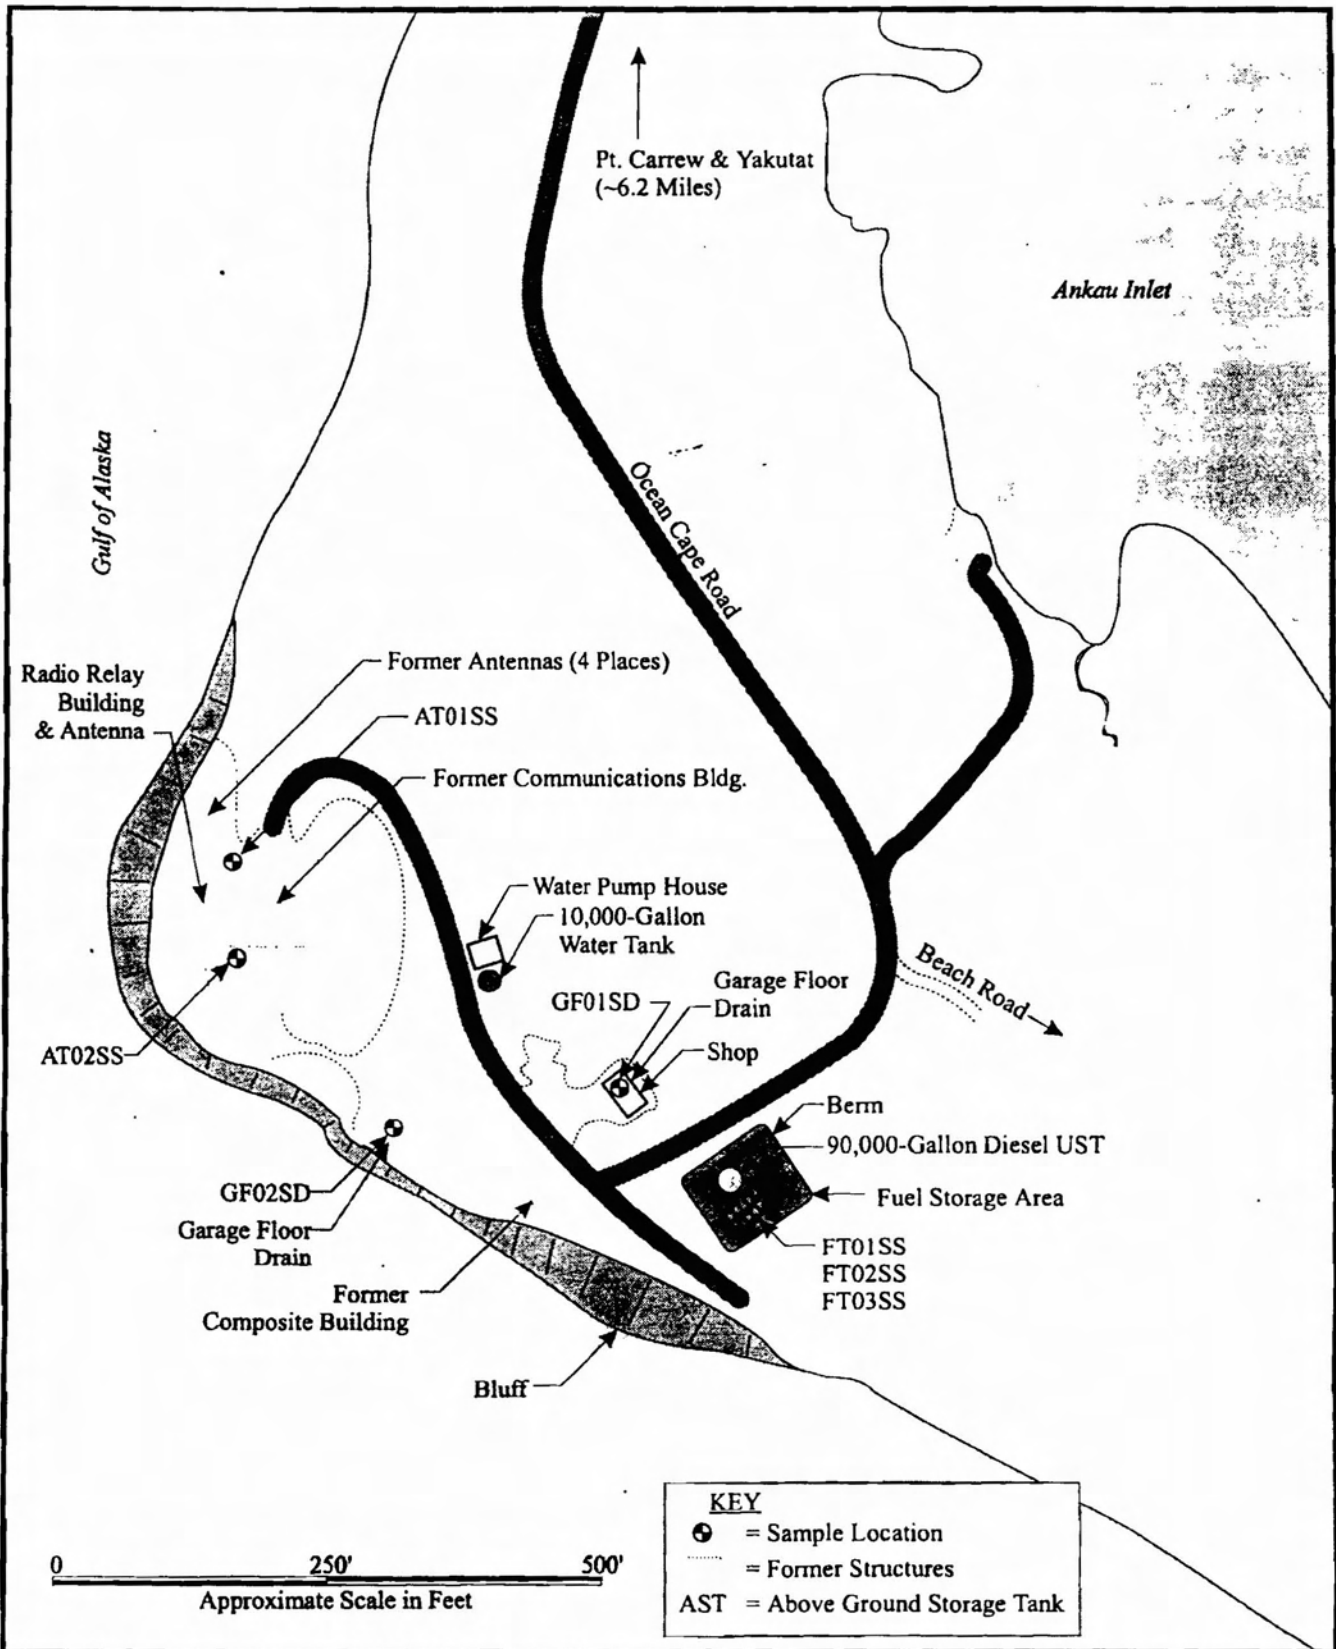 Pt. Carrew & Yakutat
(~6.2 Miles)
Ankau Inlet
Gulf of Alaska
Ocean Cape Road
Radio Relay
Building
& Antenna
Former Antennas (4 Places)
AT01SS
Former Communications Bldg.
Water Pump House
10,000-Gallon
Water Tank
GF01SD
Garage Floor
Drain
Shop
Beach Road
AT02SS
Berm
90,000-Gallon Diesel UST
Fuel Storage Area
GF02SD
Garage Floor
Drain
FT01SS
FT02SS
FT03SS
Former
Composite Building
Bluff
KEY
= Sample Location
= Former Structures
AST = Above Ground Storage Tank
0 250' 500'
Approximate Scale in Feet